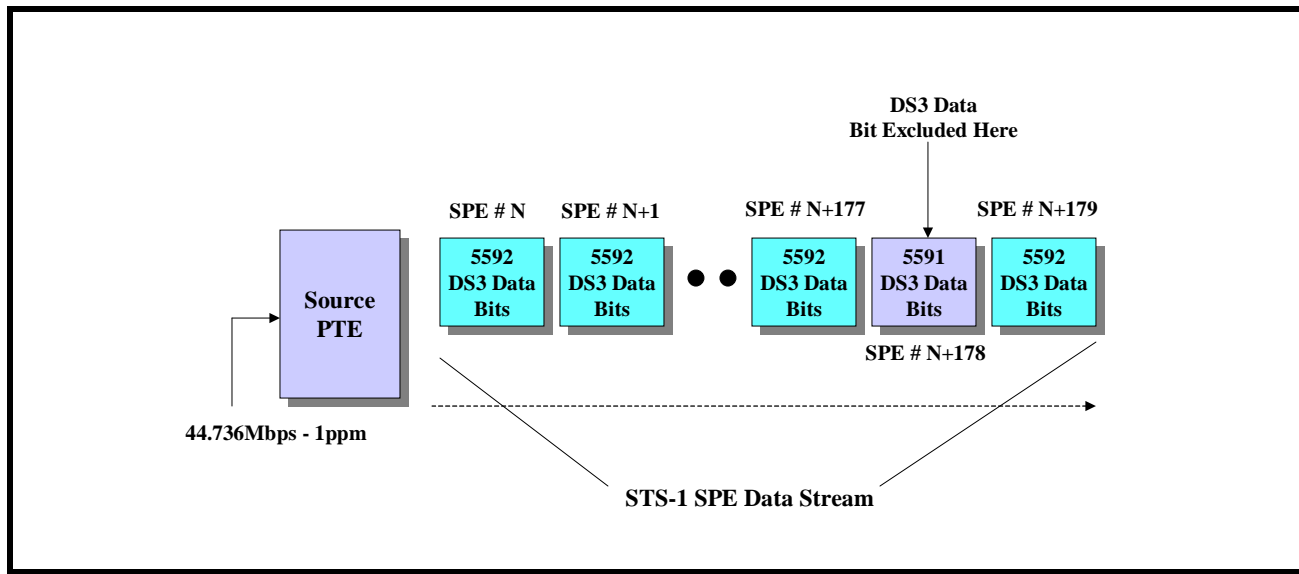 DS3 Data
Bit Excluded Here
SPE # N
SPE # N+1
SPE # N+177
SPE # N+179
Source
PTE
5592
DS3 Data
Bits
5592
DS3 Data
Bits
5592
DS3 Data
Bits
5591
DS3 Data
Bits
5592
DS3 Data
Bits
SPE # N+178
44.736Mbps - 1ppm
STS-1 SPE Data Stream